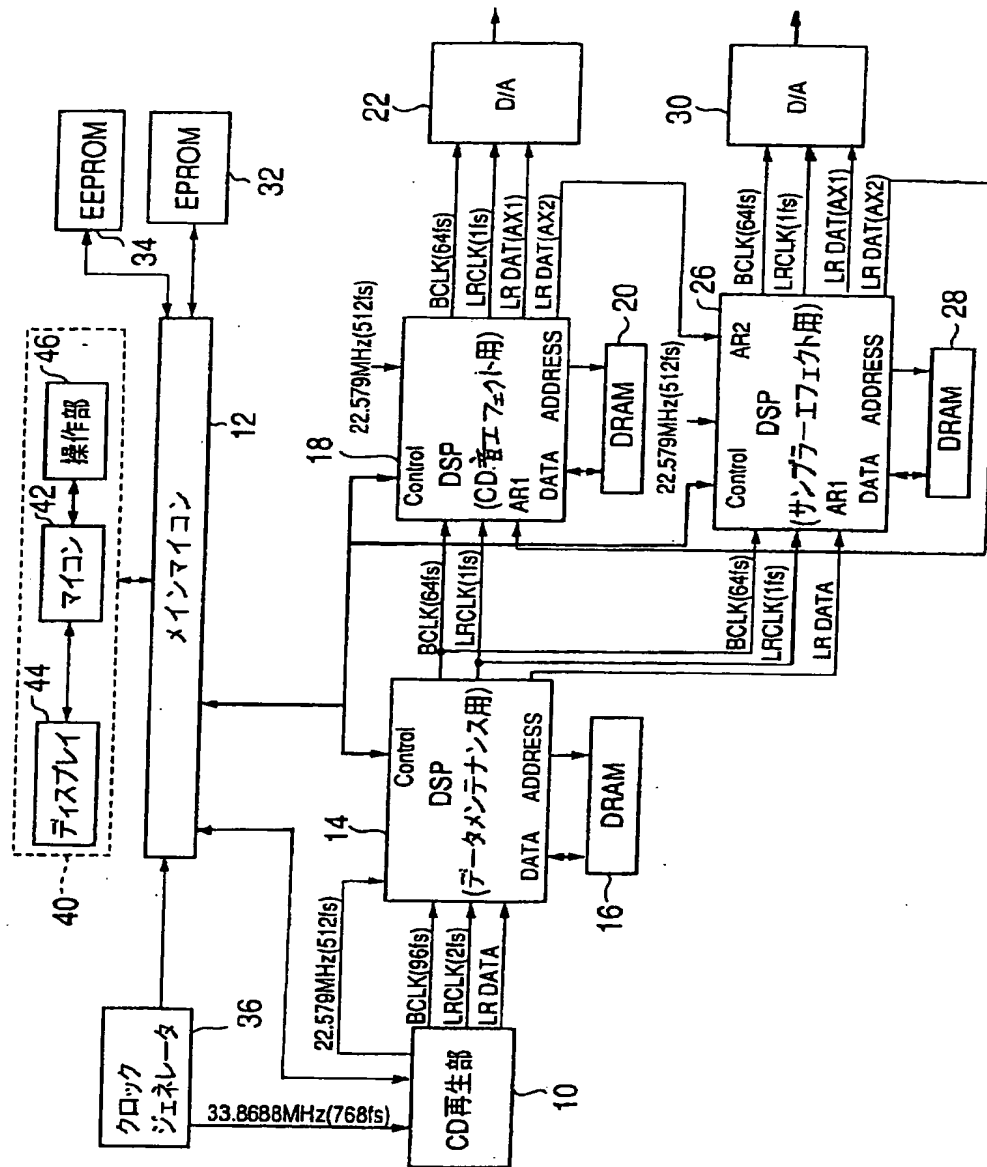 クロック
ジェネレータ
36
33.8688MHz(768fs)
40
44
ディスプレイ
42
マイコン
46
操作部
メインマイコン
12
EEPROM
34
EPROM
32
CD再生部
10
22.579MHz(512fs)
BCLK(96fs)
LRCLK(2fs)
LR DATA
14
Control
DSP
(データメンテナンス用)
DATA ADDRESS
DRAM
16
BCLK(64fs)
LRCLK(1fs)
BCLK(64fs)
LRCLK(1fs)
LR DATA
18
22.579MHz(512fs)
Control
DSP
(CD音エフェクト用)
AR1
DATA ADDRESS
DRAM
20
BCLK(64fs)
LRCLK(1fs)
LR DAT(AX1)
LR DAT(AX2)
22
D/A
22.579MHz(512fs)
Control
AR2
26
DSP
(サンプラーエフェクト用)
AR1
DATA ADDRESS
DRAM
28
BCLK(64fs)
LRCLK(1fs)
LR DAT(AX1)
LR DAT(AX2)
30
D/A